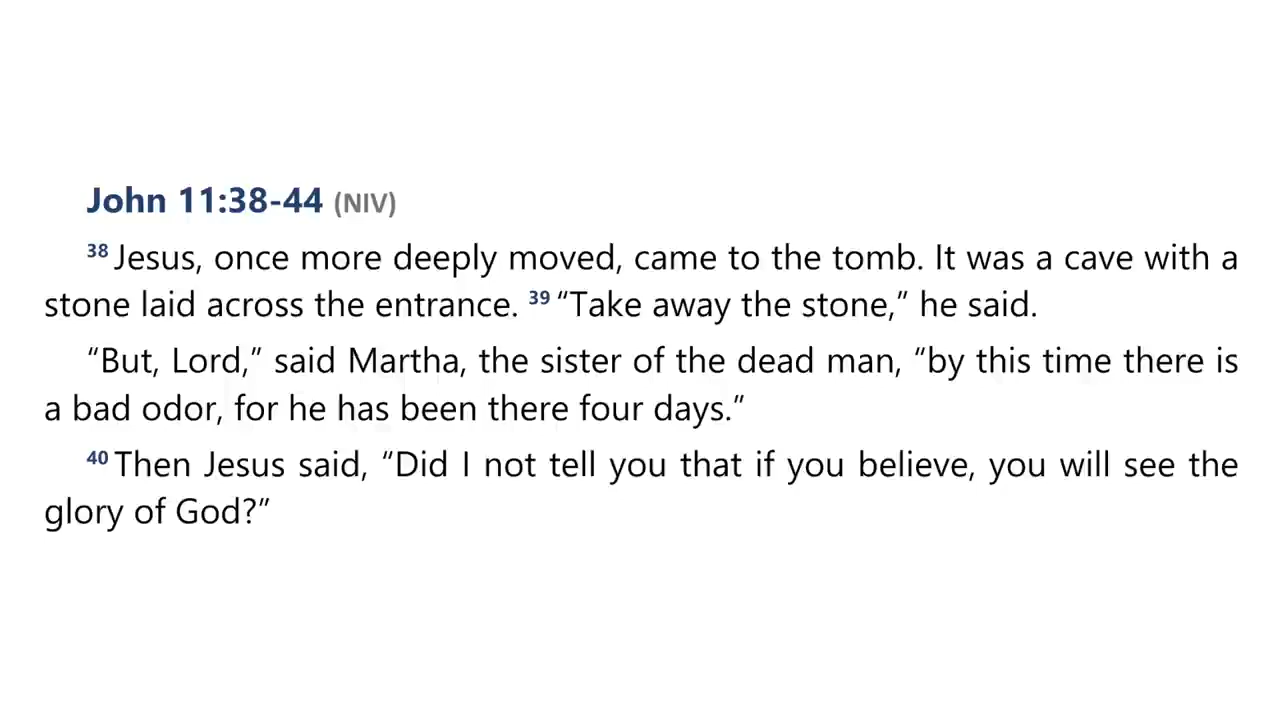 John 11:38-44 (NIV)
38 Jesus, once more deeply moved, came to the tomb. It was a cave with a
stone laid across the entrance. 39 “Take away the stone,” he said.
“But, Lord,” said Martha, the sister of the dead man, “by this time there is
a bad odor, for he has been there four days.”
40 Then Jesus said, “Did I not tell you that if you believe, you will see the
glory of God?”